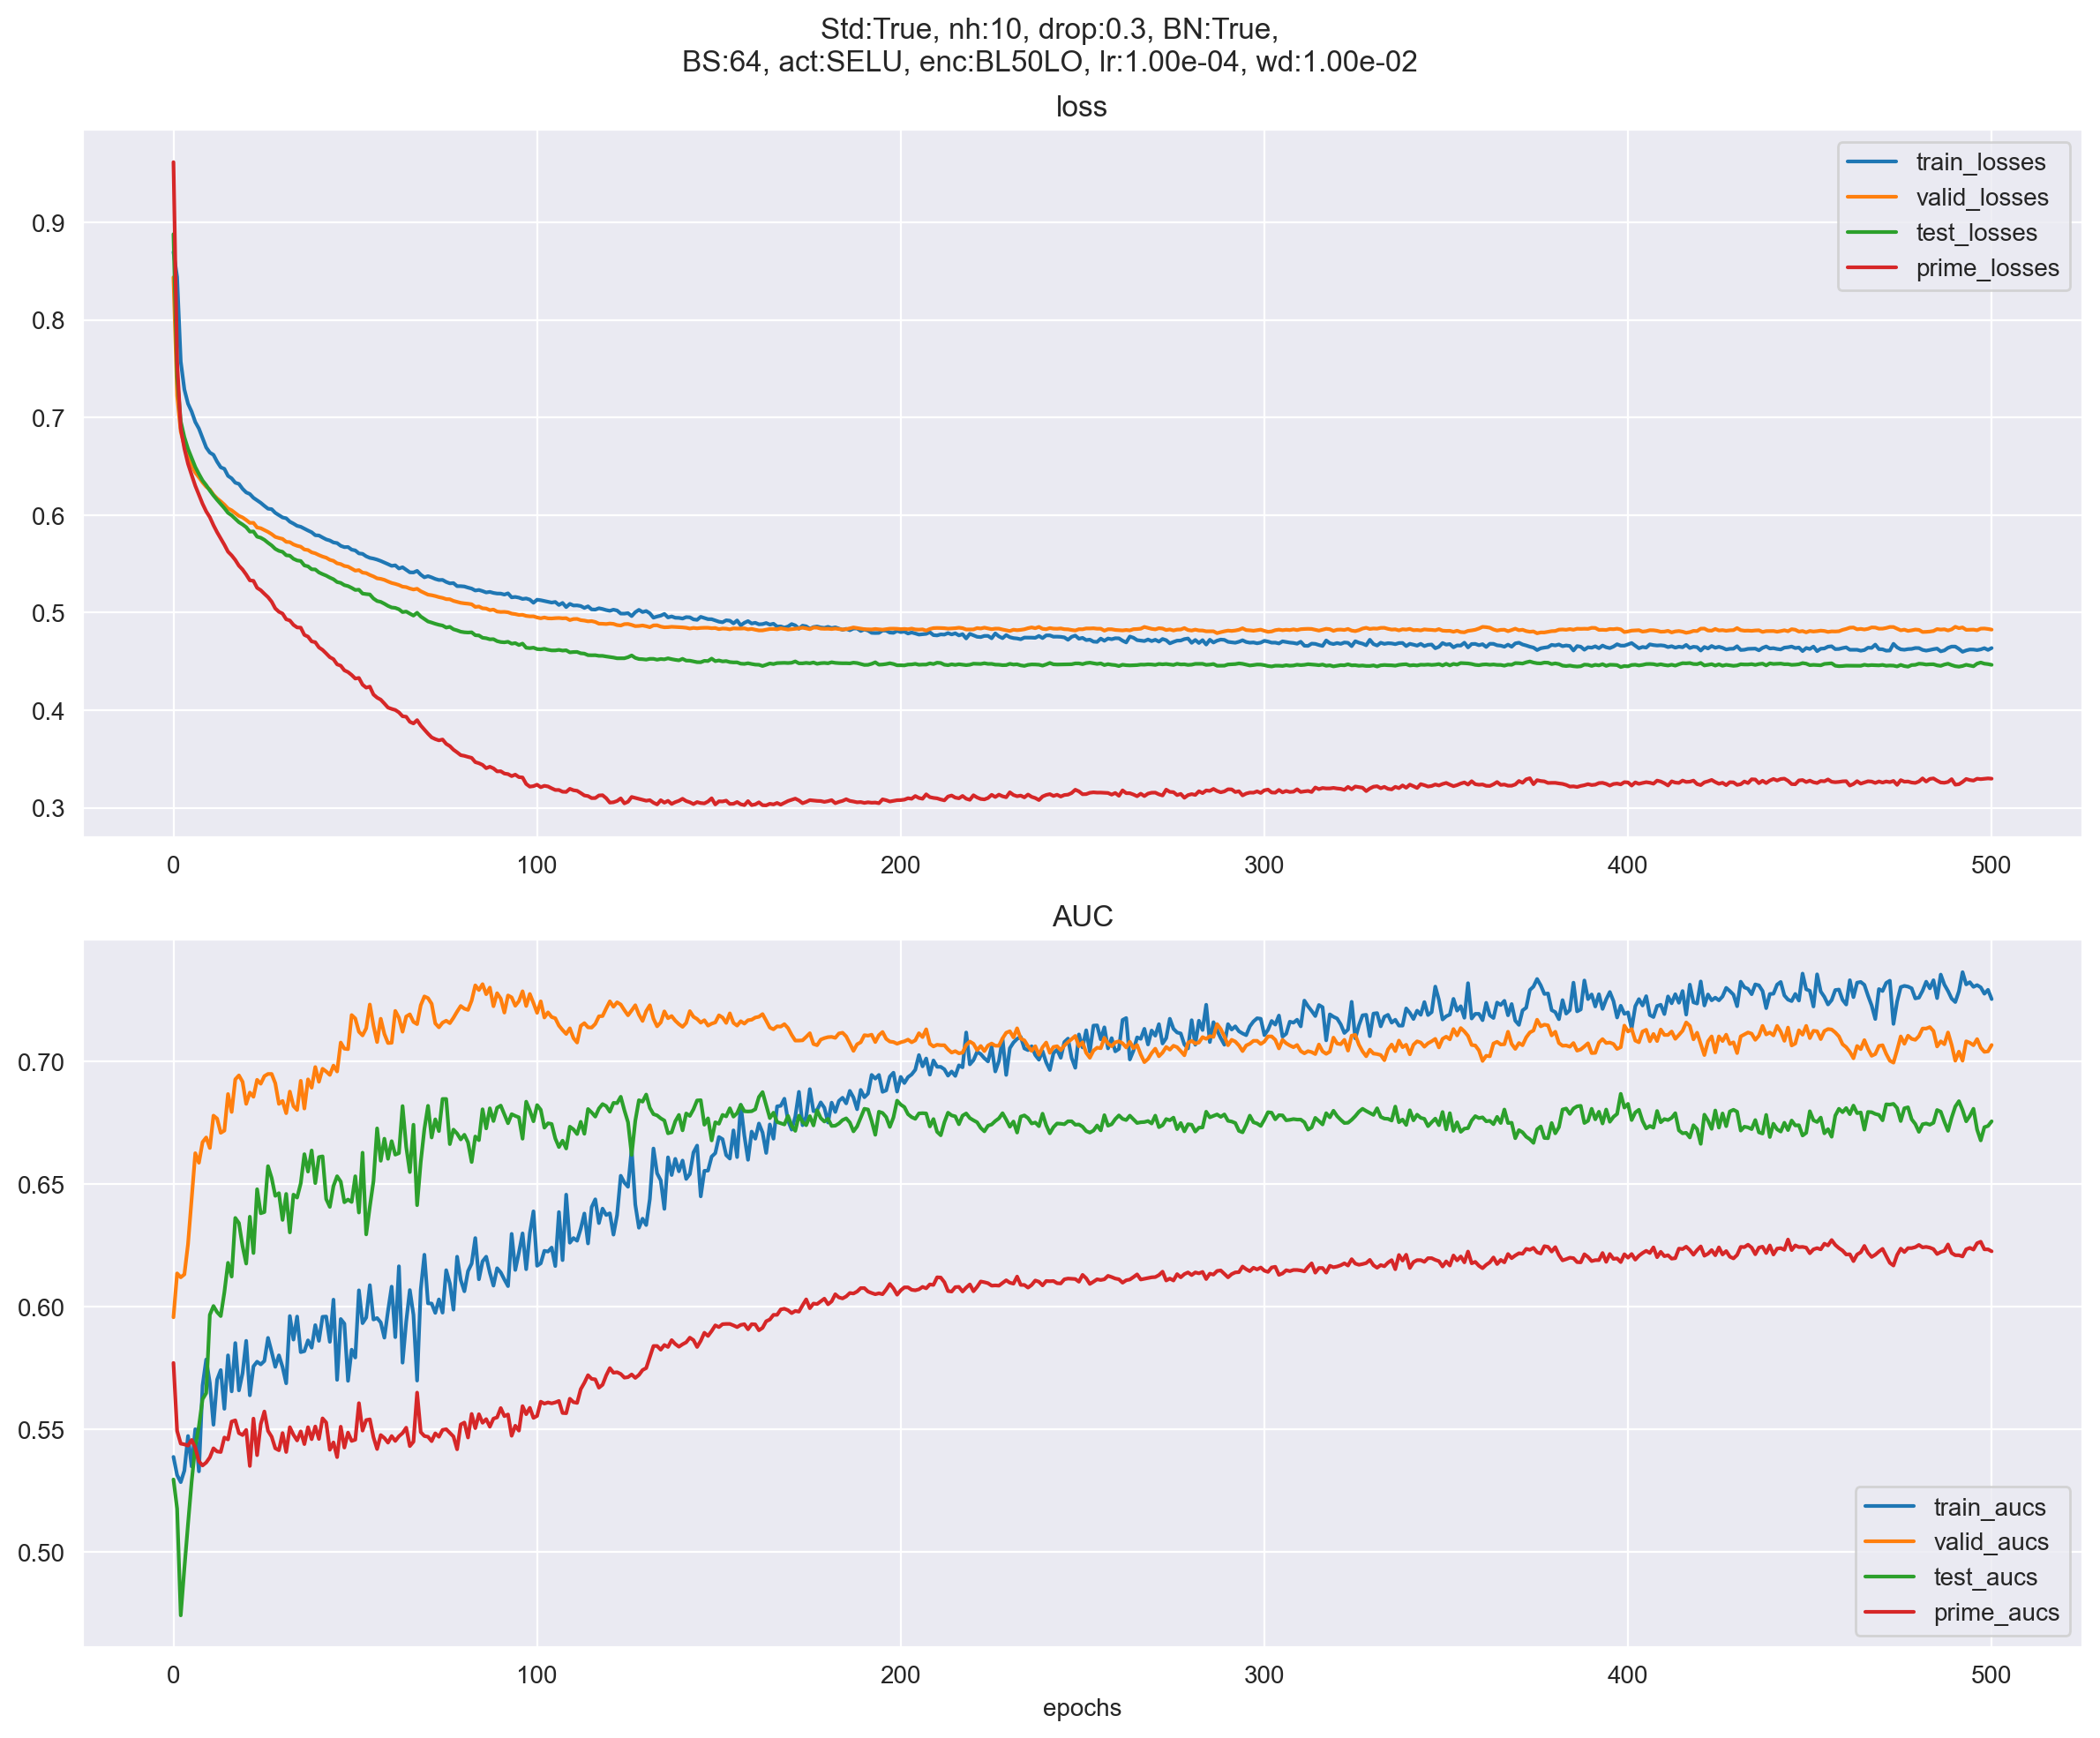 Std:True, nh:10, drop:0.3, BN:True,
BS:64, act:SELU, enc:BL50LO, lr:1.00e-04, wd:1.00e-02
loss
train_losses
valid_losses
test_losses
prime_losses
0.9
0.8
0.7
0.6
0.5
0.4
0.3
0 100 200 300 400 500
AUC
0.70
0.65
0.60
0.55
0.50
train_aucs
valid_aucs
test_aucs
prime_aucs
0 100 200 300 400 500
epochs